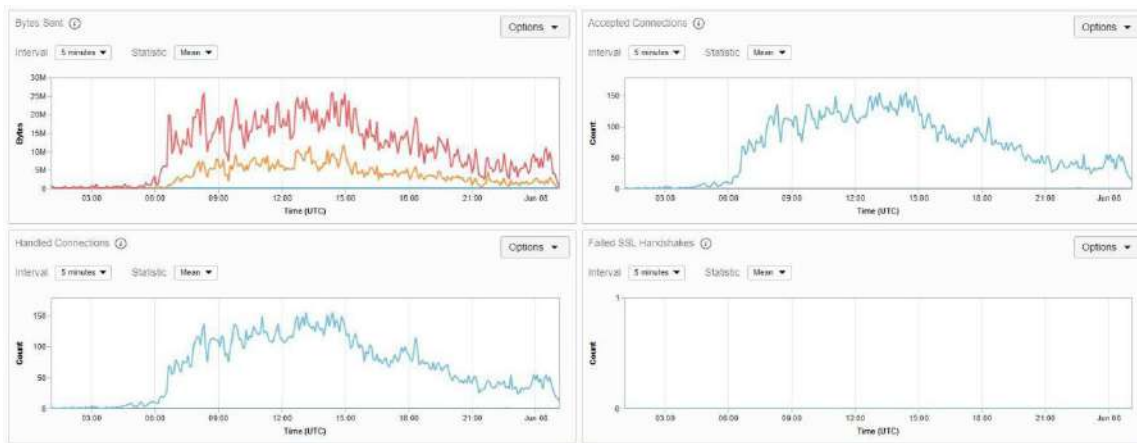 Bytes Sent
Options
Interval 5 minutes Statistic Mean
30M
25M
20M
15M
10M
5M
0
Bytes
03:00 06:00 09:00 12:00 15:00 18:00 21:00 Jun 06
Time (UTC)
Accepted Connections
Options
Interval 5 minutes Statistic Mean
150
100
50
0
Count
03:00 06:00 09:00 12:00 15:00 18:00 21:00 Jun 06
Time (UTC)
Handled Connections
Options
Interval 5 minutes Statistic Mean
150
100
50
0
Count
03:00 06:00 09:00 12:00 15:00 18:00 21:00 Jun 06
Time (UTC)
Failed SSL Handshakes
Options
Interval 5 minutes Statistic Mean
1
0
Count
03:00 06:00 09:00 12:00 15:00 18:00 21:00 Jun 06
Time (UTC)